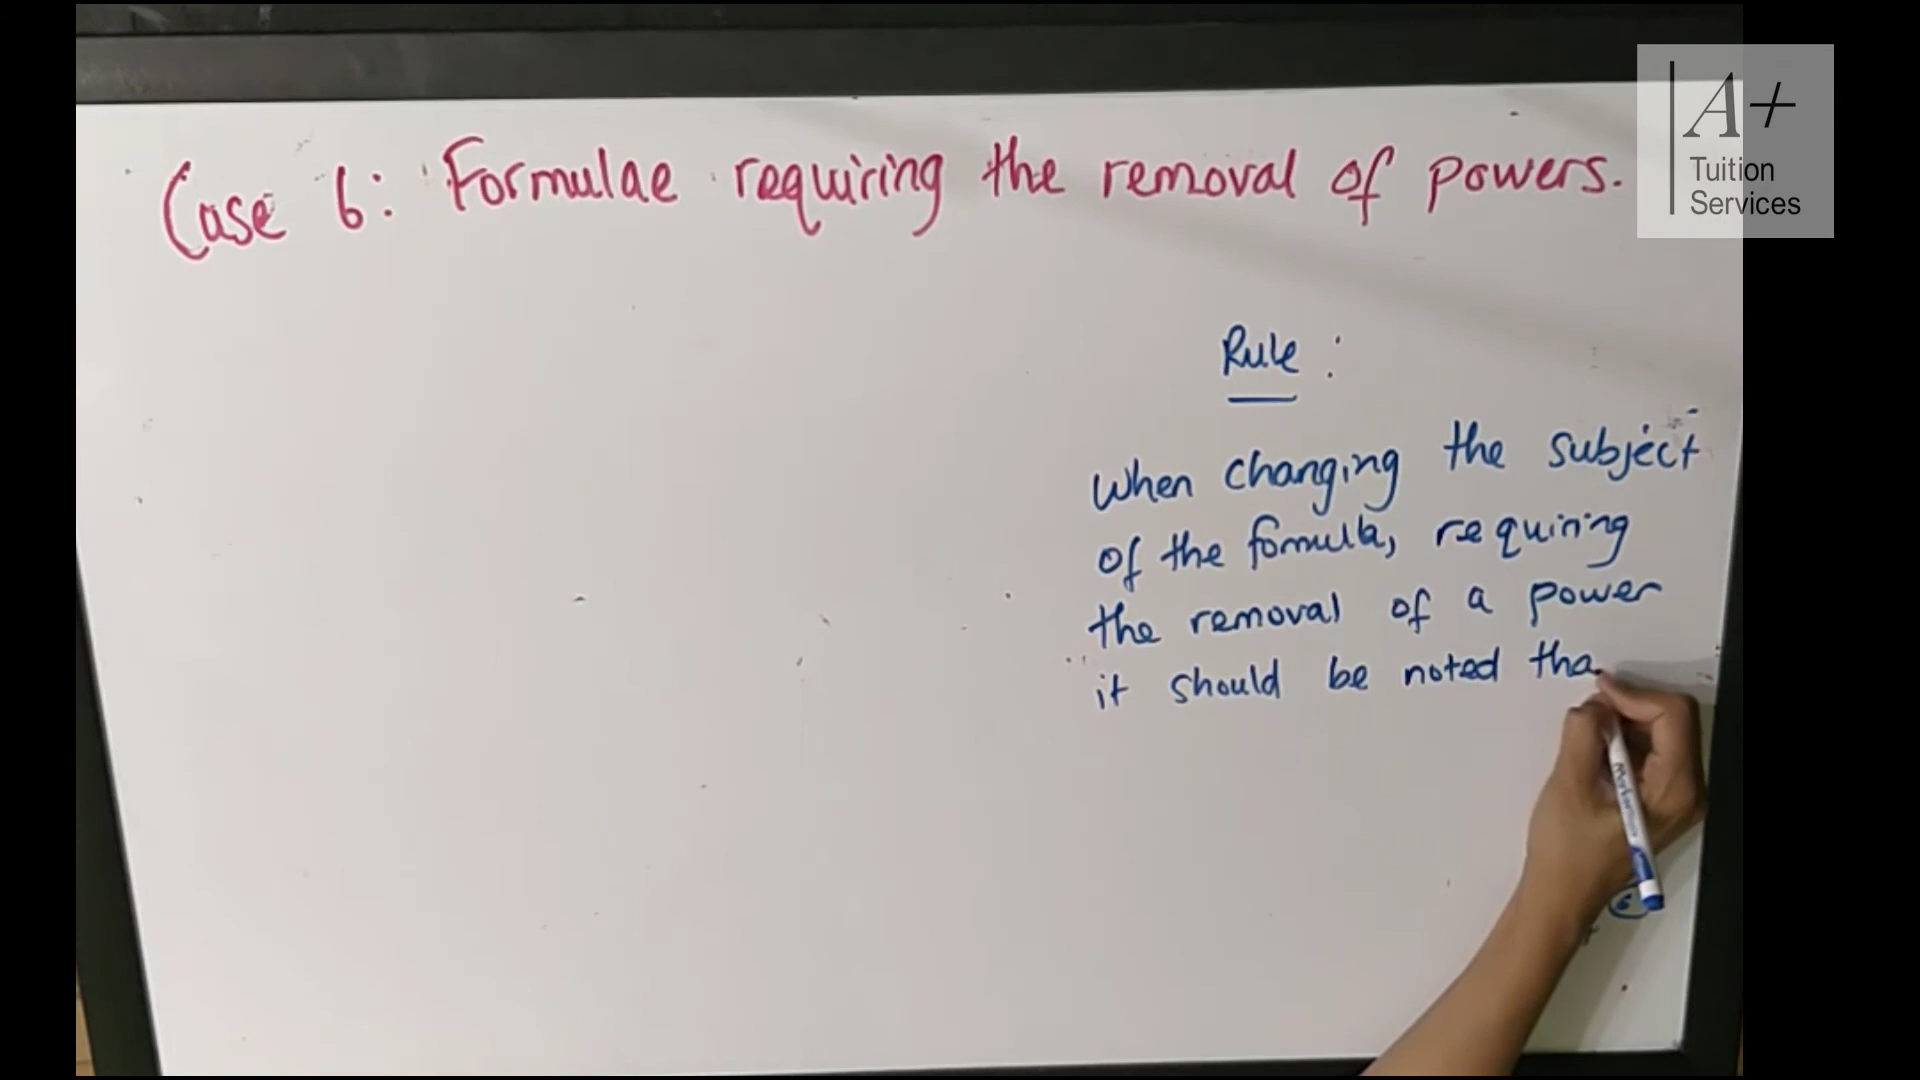 Case 6: Formulae requiring the removal of powers.
A+
Tuition
Services
Rule:
When changing the subject
of the formula, requiring
the removal of a power
it should be noted tha
6